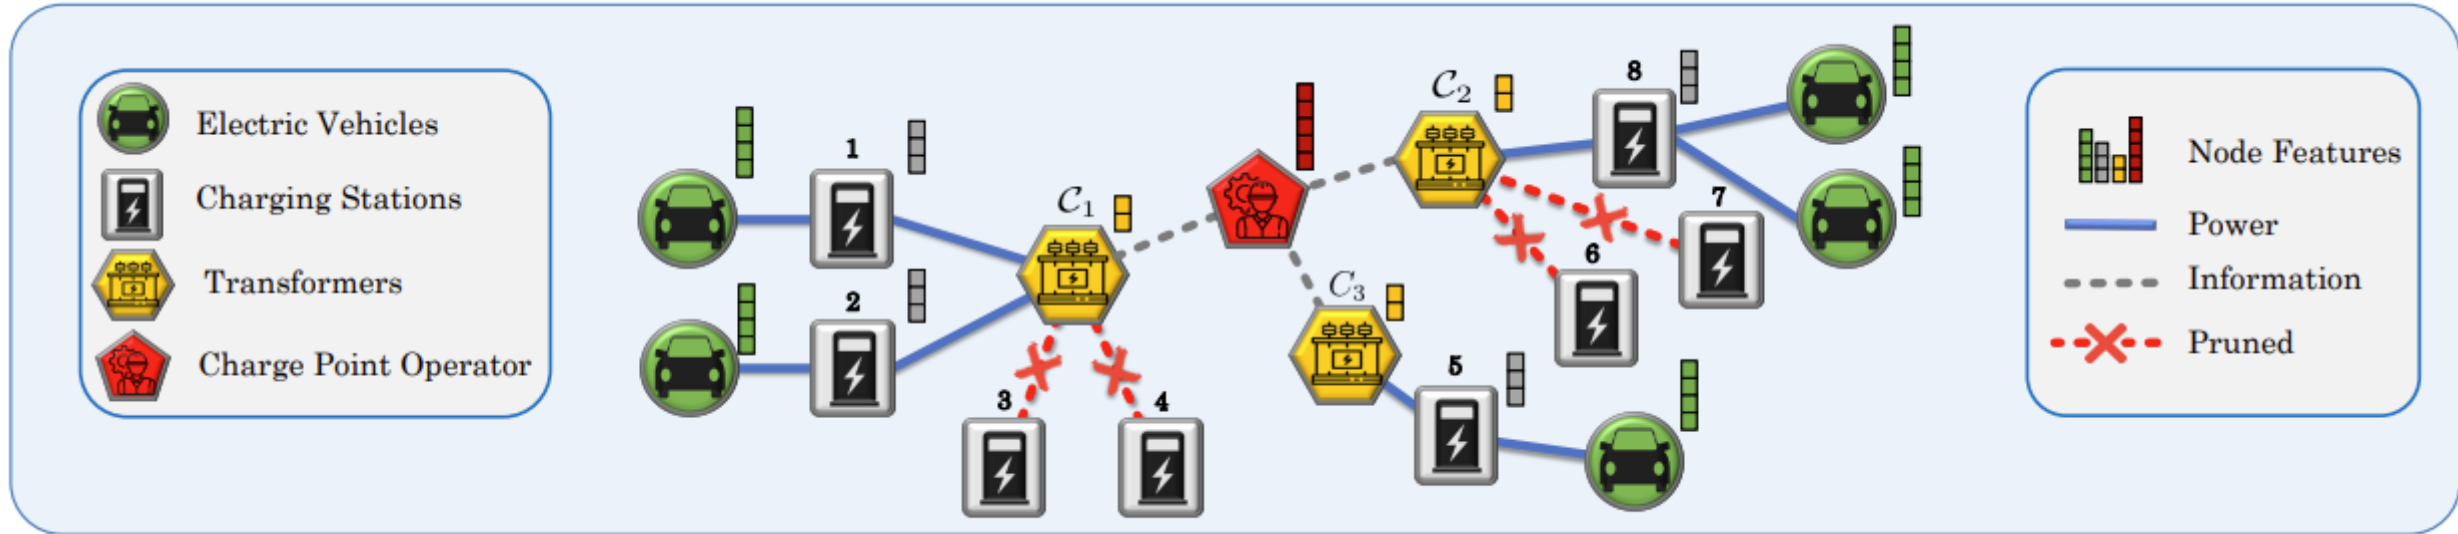 Electric Vehicles
Charging Stations
Transformers
Charge Point Operator
1
2
3
4
C₁
C₂
C₃
5
6
7
8
Node Features
Power
Information
Pruned